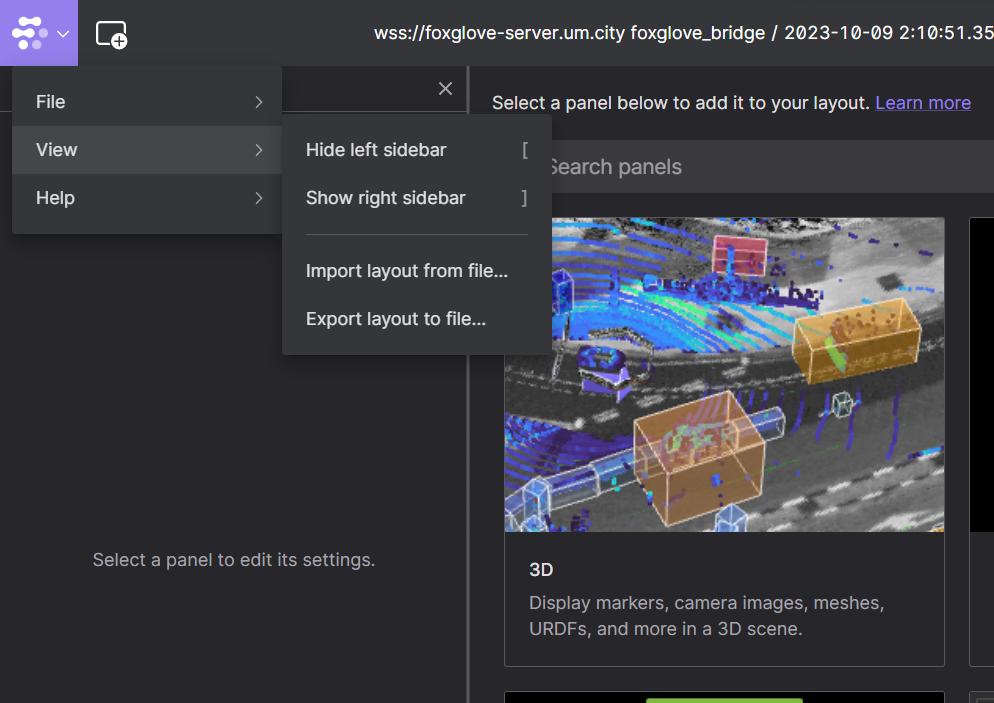 wss://foxglove-server.um.city foxglove_bridge / 2023-10-09 2:10:51.35
File
View
Help
Hide left sidebar [
Show right sidebar ]
Import layout from file...
Export layout to file...
Select a panel below to add it to your layout. Learn more
Search panels
Select a panel to edit its settings.
3D
Display markers, camera images, meshes,
URDFs, and more in a 3D scene.